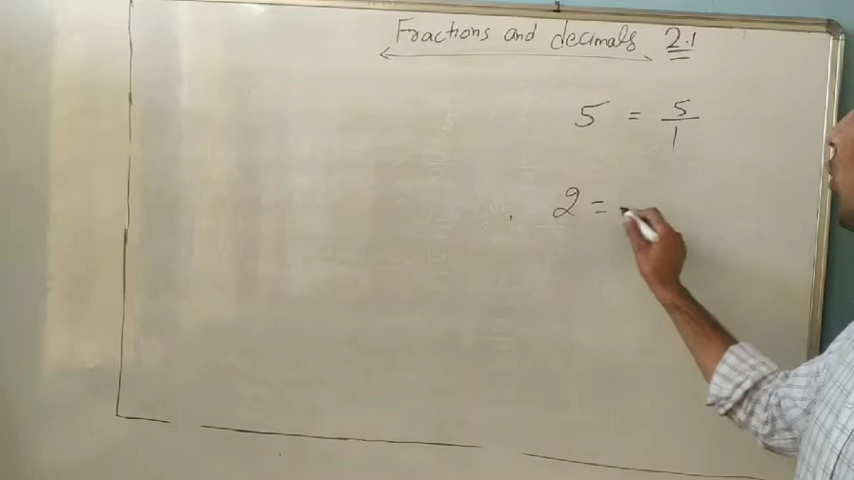 Fractions and decimals 2.1
5 = 5/1
2 =